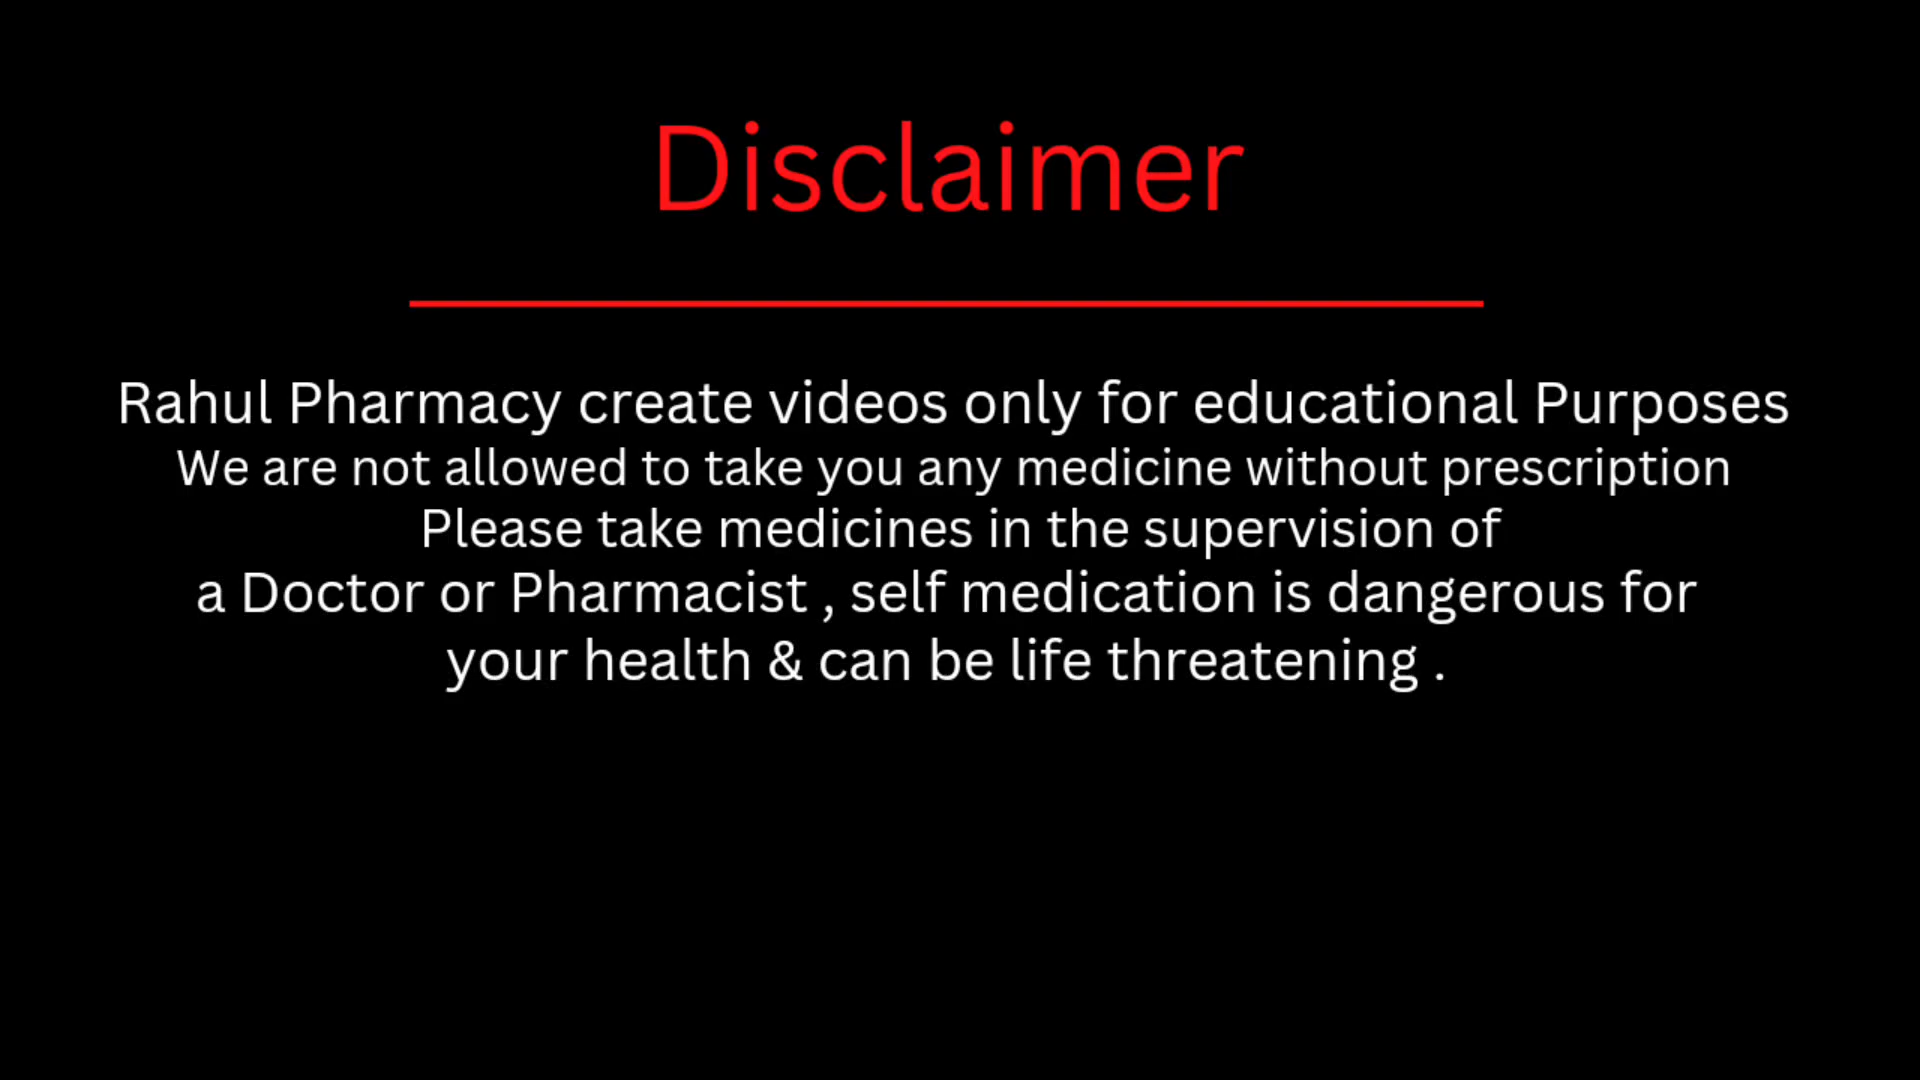 Disclaimer
Rahul Pharmacy create videos only for educational Purposes
We are not allowed to take you any medicine without prescription
Please take medicines in the supervision of
a Doctor or Pharmacist , self medication is dangerous for
your health & can be life threatening .